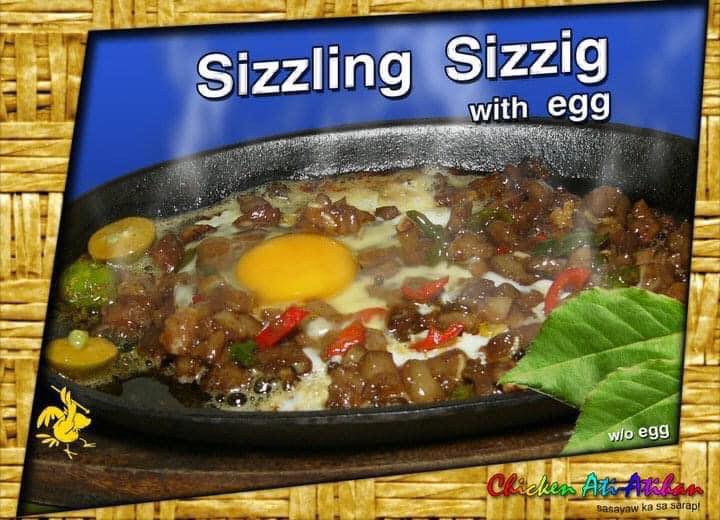 Sizzling Sizzig
with egg
w/o egg
Chicken Ati-Atihan
sasayaw ka sa sarap!